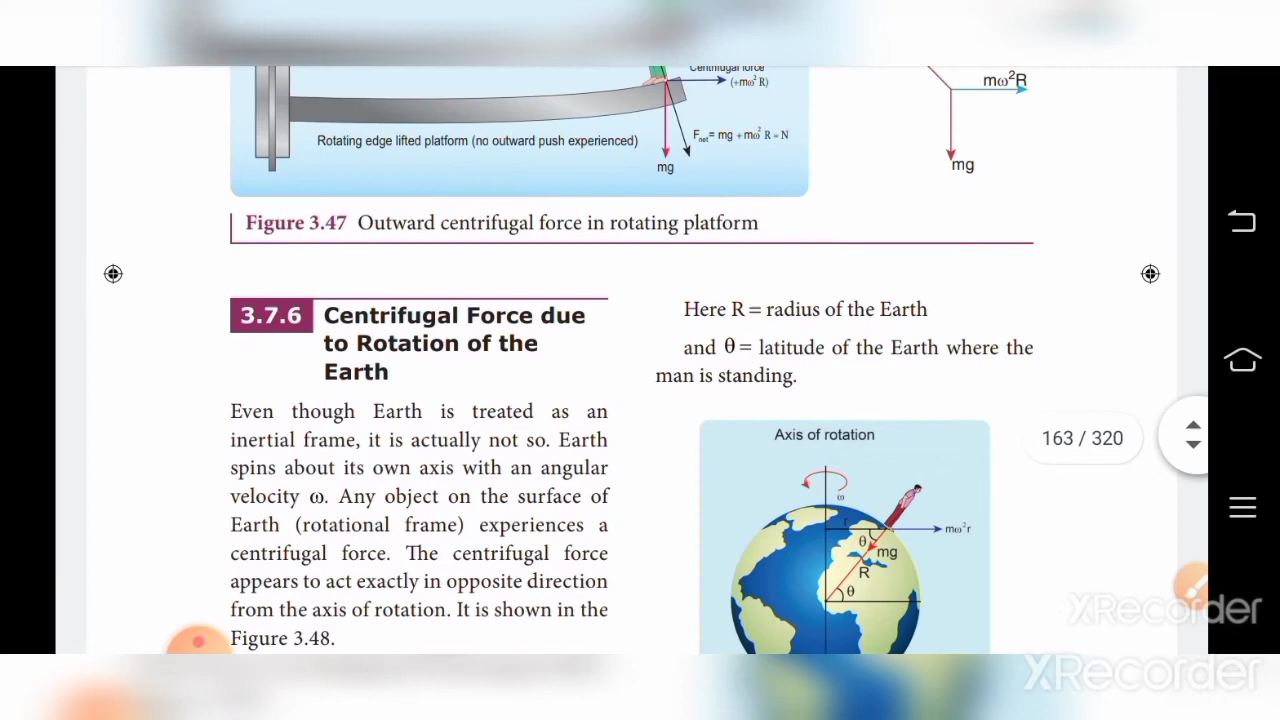 Centrifugal force
(+mω²R)
Rotating edge lifted platform (no outward push experienced)
Fnet = mg + mω²R = N
mg
mω²R
mg
Figure 3.47 Outward centrifugal force in rotating platform
3.7.6 Centrifugal Force due
to Rotation of the
Earth
Even though Earth is treated as an
inertial frame, it is actually not so. Earth
spins about its own axis with an angular
velocity ω. Any object on the surface of
Earth (rotational frame) experiences a
centrifugal force. The centrifugal force
appears to act exactly in opposite direction
from the axis of rotation. It is shown in the
Figure 3.48.
Here R = radius of the Earth
and θ = latitude of the Earth where the
man is standing.
Axis of rotation
ω
r
mω²r
θ
mg
R
θ
163 / 320
XRecorder
XRecorder